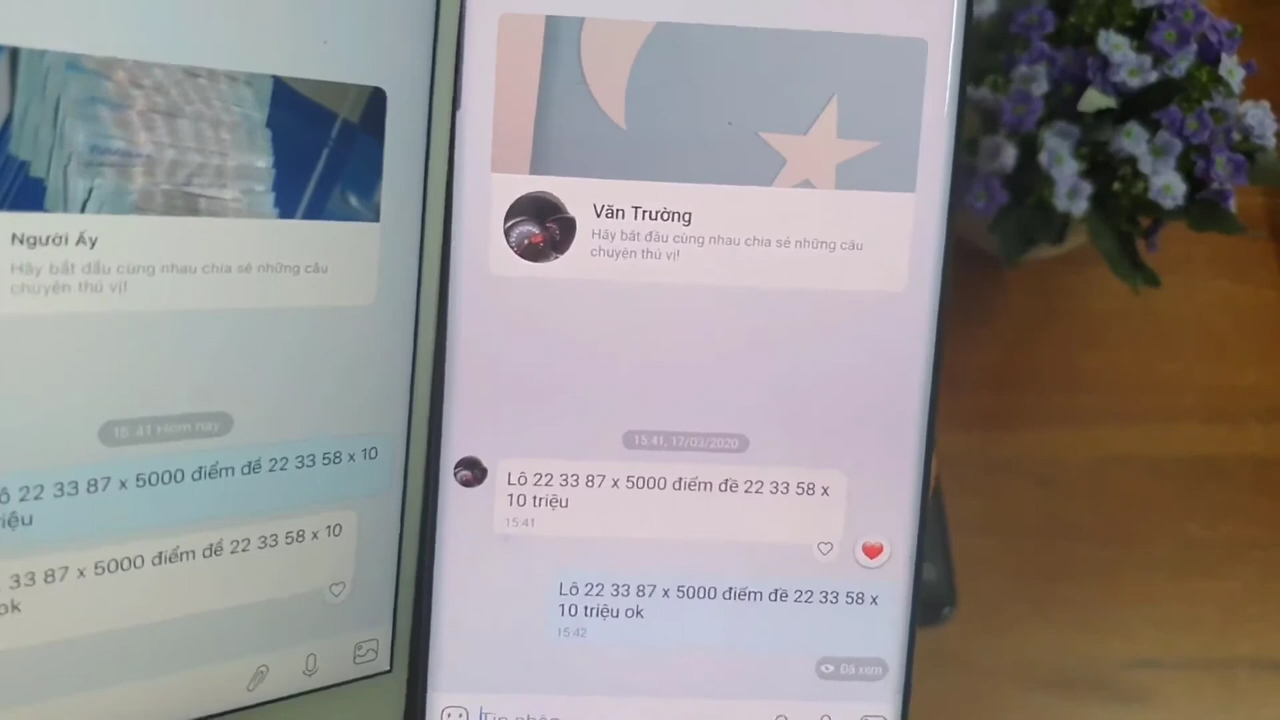 Người Ấy
Hãy bắt đầu cùng nhau chia sẻ những câu
chuyện thú vị!
15:41 Hôm nay
22 33 87 x 5000 điểm đề 22 33 58 x 10
iệu
33 87 x 5000 điểm đề 22 33 58 x 10
ok
Văn Trường
Hãy bắt đầu cùng nhau chia sẻ những câu
chuyện thú vị!
15:41, 17/03/2020
Lô 22 33 87 x 5000 điểm đề 22 33 58 x
10 triệu
15:41
Lô 22 33 87 x 5000 điểm đề 22 33 58 x
10 triệu ok
15:42
Đã xem
Tin nhắn